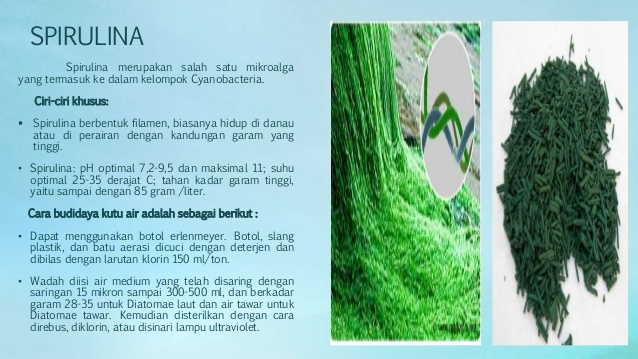 SPIRULINA
Spirulina merupakan salah satu mikroalga
yang termasuk ke dalam kelompok Cyanobacteria.
Ciri-ciri khusus:
▪ Spirulina berbentuk filamen, biasanya hidup di danau
atau di perairan dengan kandungan garam yang
tinggi.
• Spirulina: pH optimal 7,2-9,5 dan maksimal 11; suhu
optimal 25-35 derajat C; tahan kadar garam tinggi,
yaitu sampai dengan 85 gram /liter.
Cara budidaya kutu air adalah sebagai berikut :
• Dapat menggunakan botol erlenmeyer. Botol, slang
plastik, dan batu aerasi dicuci dengan deterjen dan
dibilas dengan larutan klorin 150 ml/ton.
• Wadah diisi air medium yang telah disaring dengan
saringan 15 mikron sampai 300-500 ml, dan berkadar
garam 28-35 untuk Diatomae laut dan air tawar untuk
Diatomae tawar. Kemudian disterilkan dengan cara
direbus, diklorin, atau disinari lampu ultraviolet.